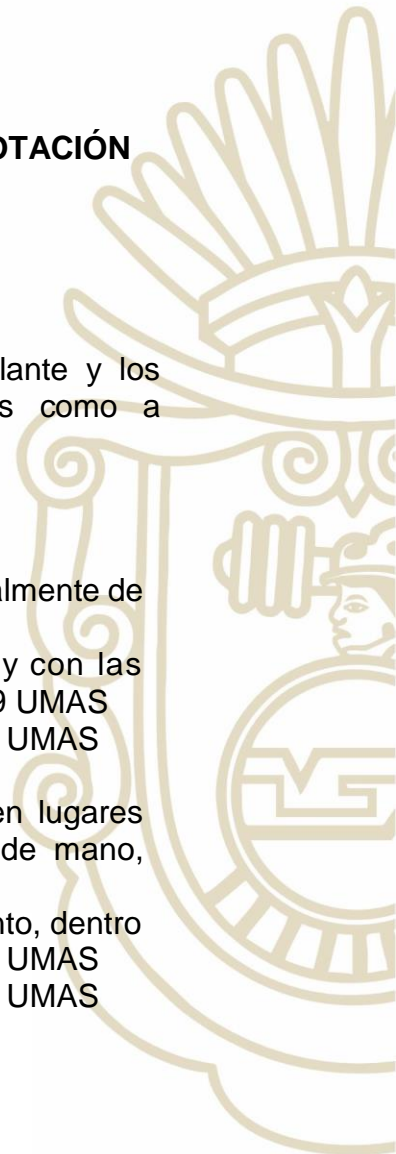 OTACIÓN
lante y los
s como a
almente de
y con las
9 UMAS
UMAS
en lugares
de mano,
nto, dentro
UMAS
UMAS